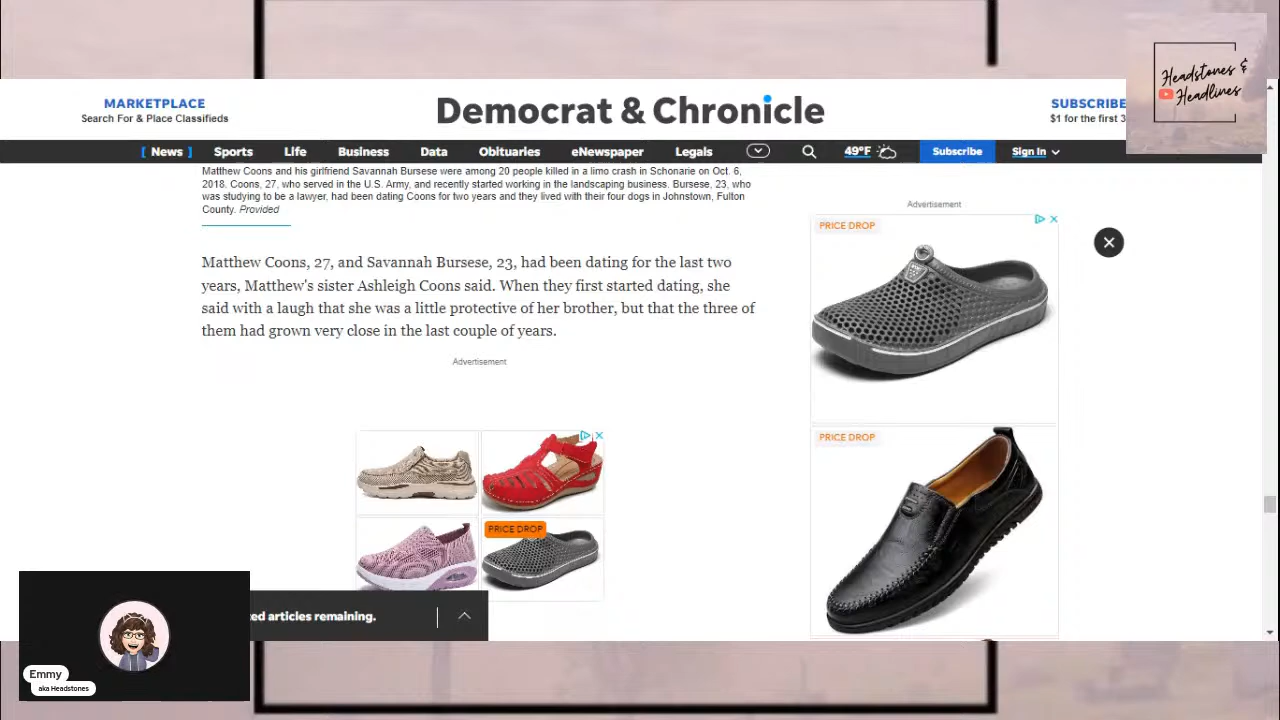 MARKETPLACE
Search For & Place Classifieds
Democrat & Chronicle
SUBSCRIBE
$1 for the first 3
Headstones &
Headlines
[ News ] Sports Life Business Data Obituaries eNewspaper Legals 49°F Subscribe Sign In
Matthew Coons and his girlfriend Savannah Bursese were among 20 people killed in a limo crash in Schonarie on Oct. 6,
2018. Coons, 27, who served in the U.S. Army, and recently started working in the landscaping business. Bursese, 23, who
was studying to be a lawyer, had been dating Coons for two years and they lived with their four dogs in Johnstown, Fulton
County. Provided
Matthew Coons, 27, and Savannah Bursese, 23, had been dating for the last two
years, Matthew's sister Ashleigh Coons said. When they first started dating, she
said with a laugh that she was a little protective of her brother, but that the three of
them had grown very close in the last couple of years.
Advertisement
PRICE DROP
Advertisement
PRICE DROP
PRICE DROP
ed articles remaining.
Emmy
aka Headstones